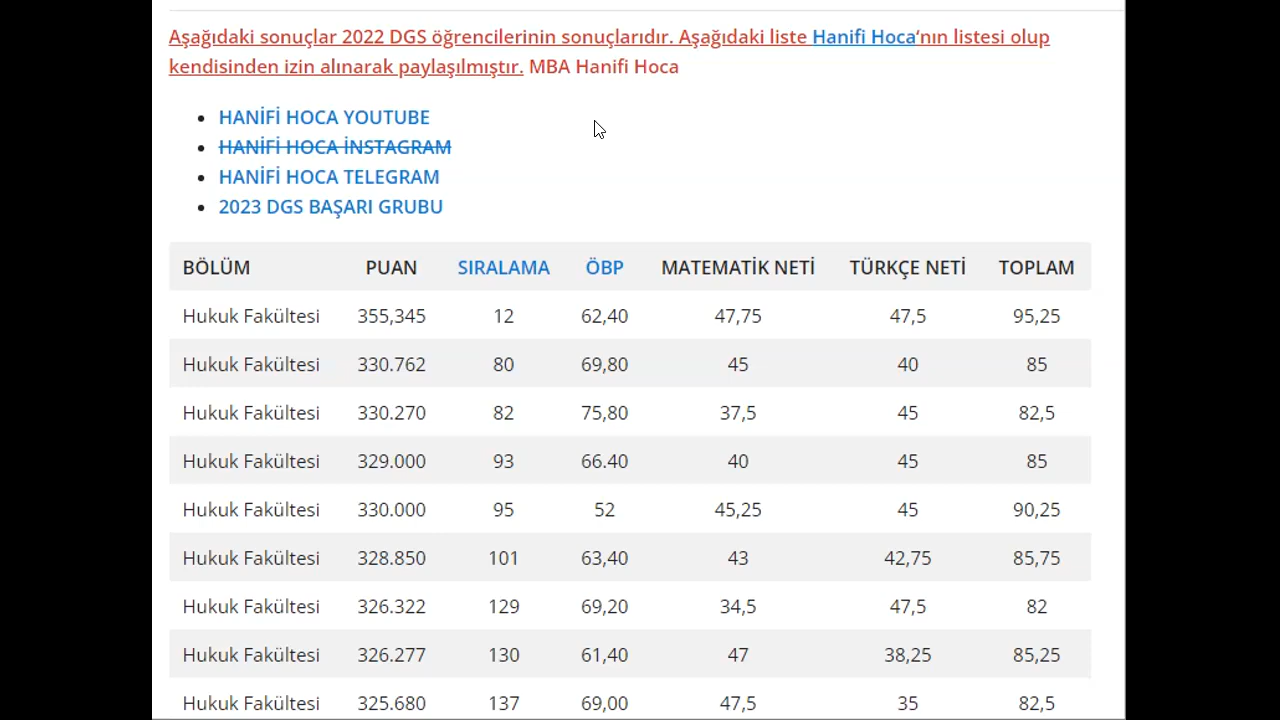 Aşağıdaki sonuçlar 2022 DGS öğrencilerinin sonuçlarıdır. Aşağıdaki liste Hanifi Hoca'nın listesi olup
kendisinden izin alınarak paylaşılmıştır. MBA Hanifi Hoca
HANİFİ HOCA YOUTUBE
HANİFİ HOCA İNSTAGRAM
HANİFİ HOCA TELEGRAM
2023 DGS BAŞARI GRUBU
BÖLÜM PUAN SIRALAMA ÖBP MATEMATİK NETİ TÜRKÇE NETİ TOPLAM
Hukuk Fakültesi 355,345 12 62,40 47,75 47,5 95,25
Hukuk Fakültesi 330.762 80 69,80 45 40 85
Hukuk Fakültesi 330.270 82 75,80 37,5 45 82,5
Hukuk Fakültesi 329.000 93 66.40 40 45 85
Hukuk Fakültesi 330.000 95 52 45,25 45 90,25
Hukuk Fakültesi 328.850 101 63,40 43 42,75 85,75
Hukuk Fakültesi 326.322 129 69,20 34,5 47,5 82
Hukuk Fakültesi 326.277 130 61,40 47 38,25 85,25
Hukuk Fakültesi 325.680 137 69,00 47,5 35 82,5